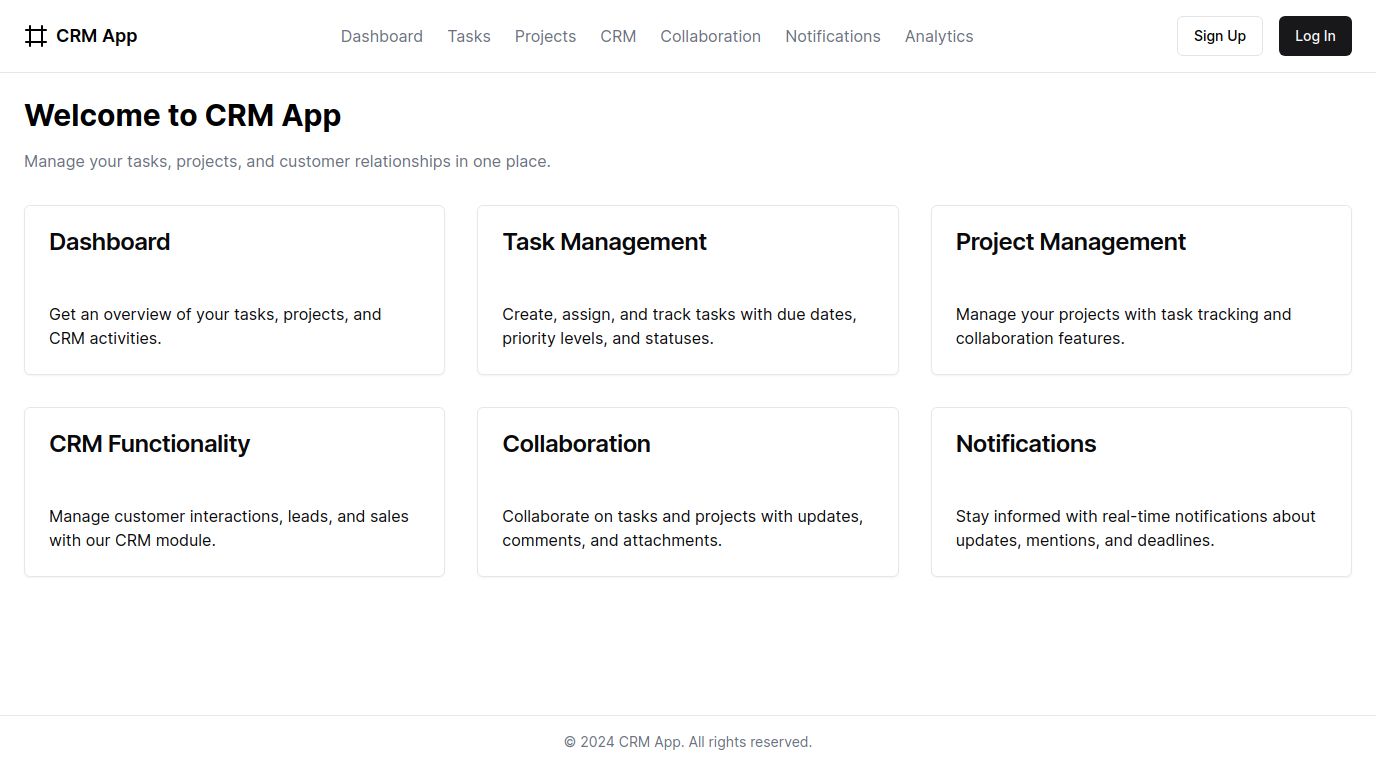 CRM App
Dashboard Tasks Projects CRM Collaboration Notifications Analytics
Sign Up Log In
Welcome to CRM App
Manage your tasks, projects, and customer relationships in one place.
Dashboard
Get an overview of your tasks, projects, and
CRM activities.
Task Management
Create, assign, and track tasks with due dates,
priority levels, and statuses.
Project Management
Manage your projects with task tracking and
collaboration features.
CRM Functionality
Manage customer interactions, leads, and sales
with our CRM module.
Collaboration
Collaborate on tasks and projects with updates,
comments, and attachments.
Notifications
Stay informed with real-time notifications about
updates, mentions, and deadlines.
© 2024 CRM App. All rights reserved.